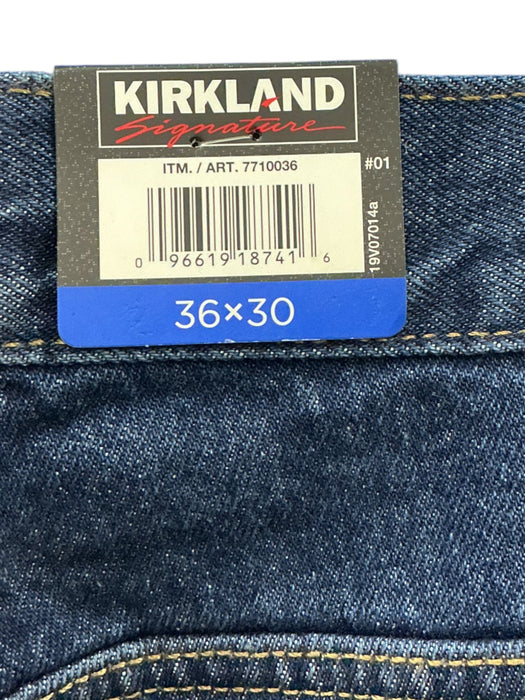 KIRKLAND
Signature
ITM. / ART. 7710036
#01
19V07014a
0 96619 18741 6
36×30